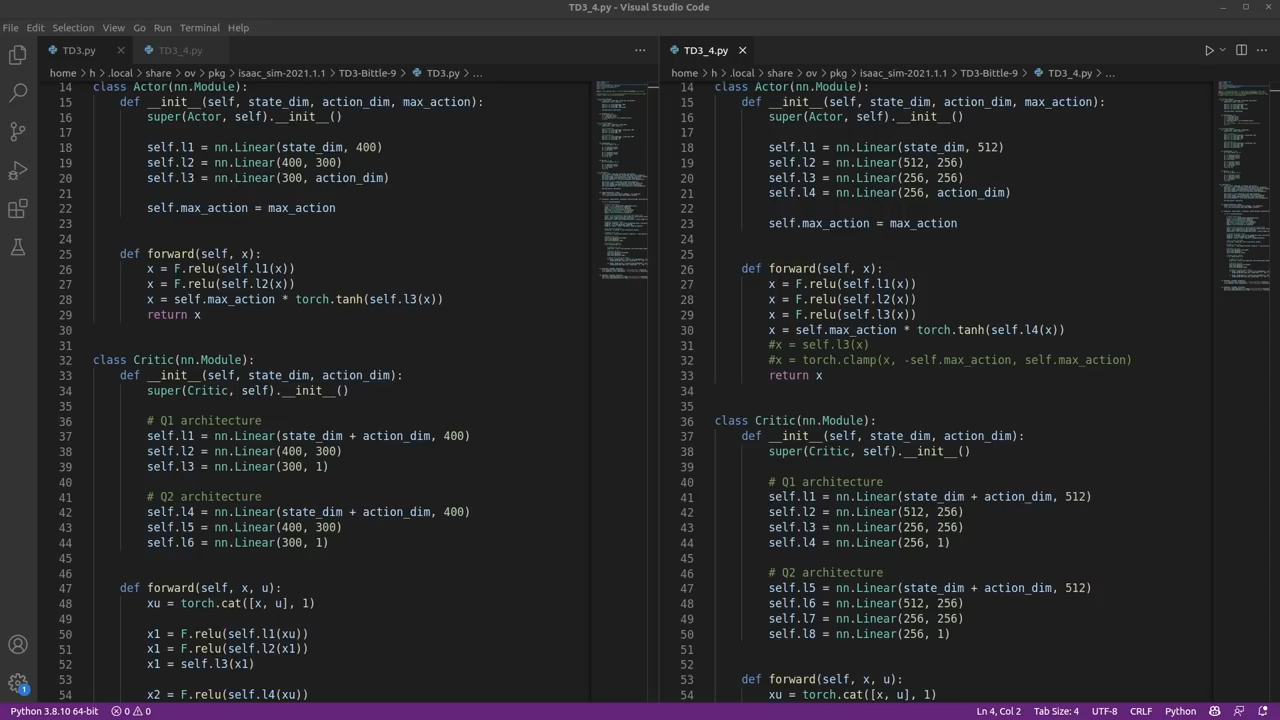 TD3_4.py - Visual Studio Code
File Edit Selection View Go Run Terminal Help
TD3.py
TD3_4.py
home > h > .local > share > ov > pkg > isaac_sim-2021.1.1 > TD3-Bittle-9 > TD3.py > ...
14 class Actor(nn.Module):
15 def __init__(self, state_dim, action_dim, max_action):
16 super(Actor, self).__init__()
17
18 self.l1 = nn.Linear(state_dim, 400)
19 self.l2 = nn.Linear(400, 300)
20 self.l3 = nn.Linear(300, action_dim)
21
22 self.max_action = max_action
23
24
25 def forward(self, x):
26 x = F.relu(self.l1(x))
27 x = F.relu(self.l2(x))
28 x = self.max_action * torch.tanh(self.l3(x))
29 return x
30
31
32 class Critic(nn.Module):
33 def __init__(self, state_dim, action_dim):
34 super(Critic, self).__init__()
35
36 # Q1 architecture
37 self.l1 = nn.Linear(state_dim + action_dim, 400)
38 self.l2 = nn.Linear(400, 300)
39 self.l3 = nn.Linear(300, 1)
40
41 # Q2 architecture
42 self.l4 = nn.Linear(state_dim + action_dim, 400)
43 self.l5 = nn.Linear(400, 300)
44 self.l6 = nn.Linear(300, 1)
45
46
47 def forward(self, x, u):
48 xu = torch.cat([x, u], 1)
49
50 x1 = F.relu(self.l1(xu))
51 x1 = F.relu(self.l2(x1))
52 x1 = self.l3(x1)
53
54 x2 = F.relu(self.l4(xu))
TD3_4.py
home > h > .local > share > ov > pkg > isaac_sim-2021.1.1 > TD3-Bittle-9 > TD3_4.py > ...
14 class Actor(nn.Module):
15 def __init__(self, state_dim, action_dim, max_action):
16 super(Actor, self).__init__()
17
18 self.l1 = nn.Linear(state_dim, 512)
19 self.l2 = nn.Linear(512, 256)
20 self.l3 = nn.Linear(256, 256)
21 self.l4 = nn.Linear(256, action_dim)
22
23 self.max_action = max_action
24
25
26 def forward(self, x):
27 x = F.relu(self.l1(x))
28 x = F.relu(self.l2(x))
29 x = F.relu(self.l3(x))
30 x = self.max_action * torch.tanh(self.l4(x))
31 #x = self.l3(x)
32 #x = torch.clamp(x, -self.max_action, self.max_action)
33 return x
34
35
36 class Critic(nn.Module):
37 def __init__(self, state_dim, action_dim):
38 super(Critic, self).__init__()
39
40 # Q1 architecture
41 self.l1 = nn.Linear(state_dim + action_dim, 512)
42 self.l2 = nn.Linear(512, 256)
43 self.l3 = nn.Linear(256, 256)
44 self.l4 = nn.Linear(256, 1)
45
46 # Q2 architecture
47 self.l5 = nn.Linear(state_dim + action_dim, 512)
48 self.l6 = nn.Linear(512, 256)
49 self.l7 = nn.Linear(256, 256)
50 self.l8 = nn.Linear(256, 1)
51
52
53 def forward(self, x, u):
54 xu = torch.cat([x, u], 1)
1
Python 3.8.10 64-bit 0 0 Ln 4, Col 2 Tab Size: 4 UTF-8 CRLF Python